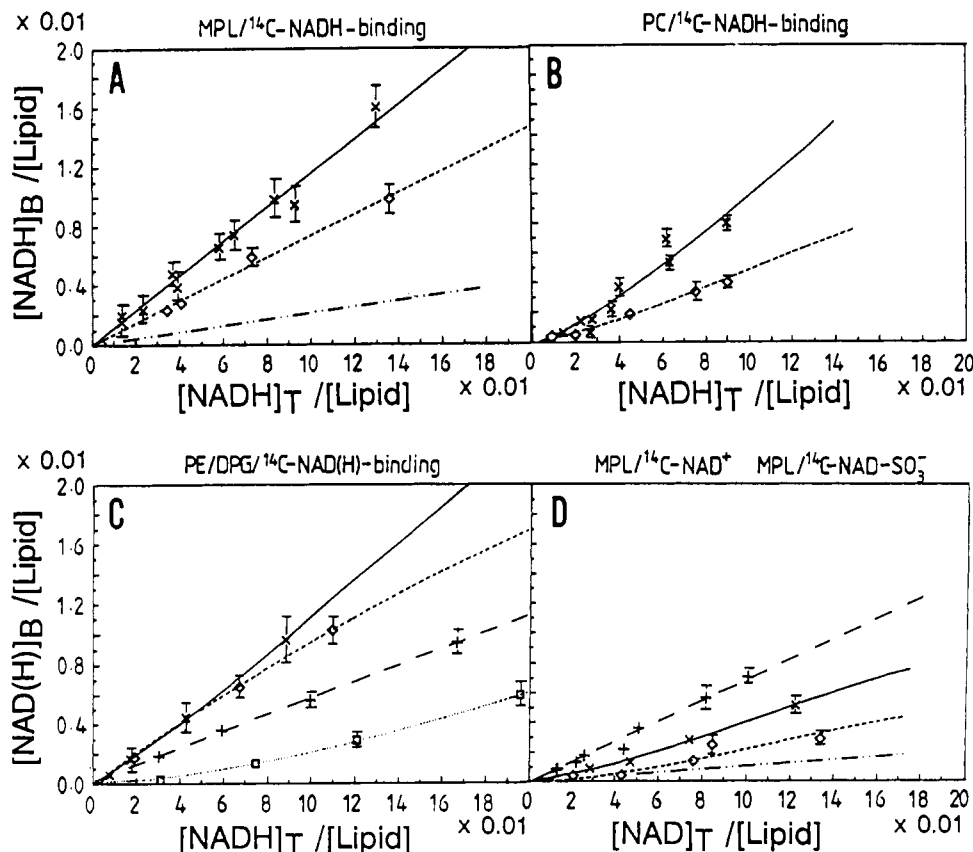 x 0.01
MPL/¹⁴C-NADH-binding
PC/¹⁴C-NADH-binding
A
B
2.0
1.6
1.2
0.8
0.4
0.0
[NADH]B /[Lipid]
0 2 4 6 8 10 12 14 16 18
0 2 4 6 8 10 12 14 16 18 20
[NADH]T /[Lipid] x 0.01
[NADH]T /[Lipid] x 0.01
x 0.01
PE/DPG/¹⁴C-NAD(H)-binding
MPL/¹⁴C-NAD⁺ MPL/¹⁴C-NAD-SO₃⁻
C
D
2.0
1.6
1.2
0.8
0.4
0.0
[NAD(H)]B /[Lipid]
0 2 4 6 8 10 12 14 16 18
2 4 6 8 10 12 14 16 18 20
[NADH]T /[Lipid] x 0.01
[NAD]T /[Lipid] x 0.01